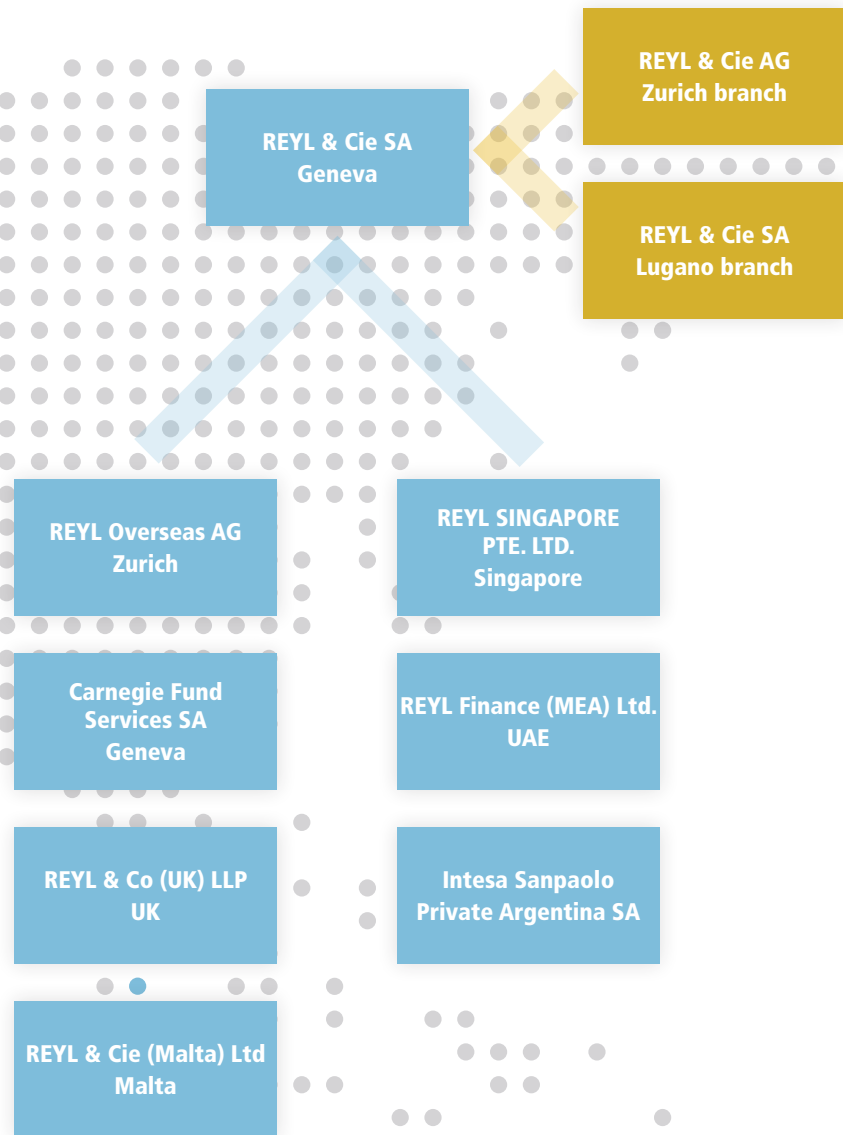 REYL & Cie AG
Zurich branch
REYL & Cie SA
Geneva
REYL & Cie SA
Lugano branch
REYL Overseas AG
Zurich
REYL SINGAPORE
PTE. LTD.
Singapore
Carnegie Fund
Services SA
Geneva
REYL Finance (MEA) Ltd.
UAE
REYL & Co (UK) LLP
UK
Intesa Sanpaolo
Private Argentina SA
REYL & Cie (Malta) Ltd
Malta